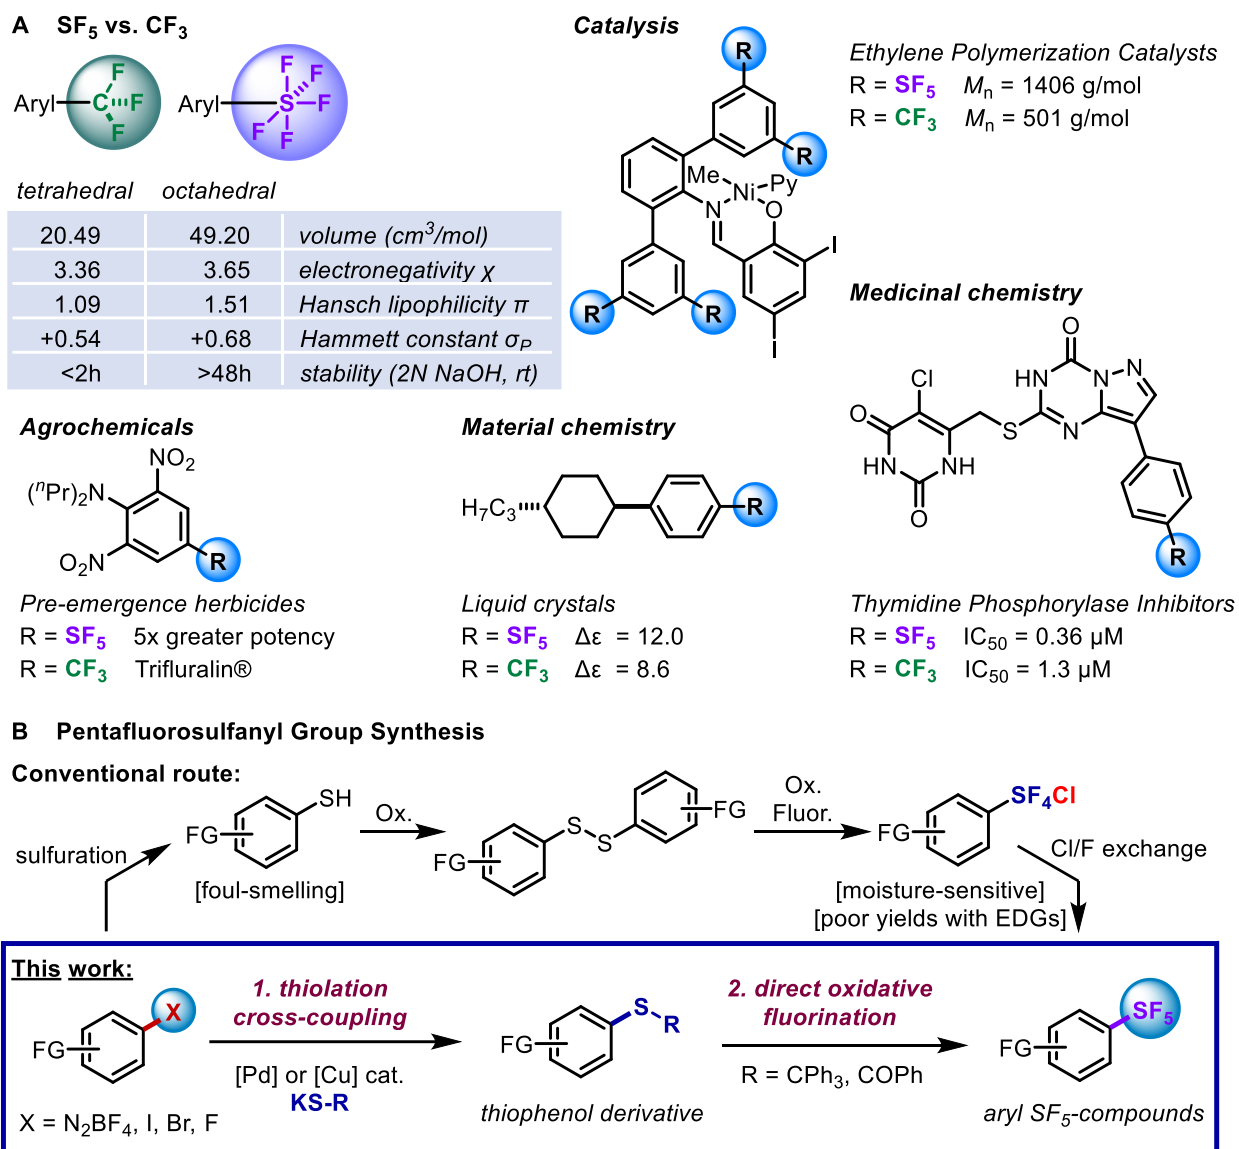 A SF5 vs. CF3
Aryl C F F F
Aryl S F F F F F
tetrahedral octahedral
20.49 49.20 volume (cm3/mol)
3.36 3.65 electronegativity χ
1.09 1.51 Hansch lipophilicity π
+0.54 +0.68 Hammett constant σP
<2h >48h stability (2N NaOH, rt)
Catalysis
R
R
Me Ni Py
N O
I
R R
I
Ethylene Polymerization Catalysts
R = SF5 Mn = 1406 g/mol
R = CF3 Mn = 501 g/mol
Agrochemicals
NO2
(nPr)2N
O2N
R
Pre-emergence herbicides
R = SF5 5x greater potency
R = CF3 Trifluralin®
Material chemistry
H7C3 R
Liquid crystals
R = SF5 Δε = 12.0
R = CF3 Δε = 8.6
Medicinal chemistry
O
Cl HN N N
O S N
HN NH
O
R
Thymidine Phosphorylase Inhibitors
R = SF5 IC50 = 0.36 μM
R = CF3 IC50 = 1.3 μM
B Pentafluorosulfanyl Group Synthesis
Conventional route:
sulfuration
FG SH
[foul-smelling]
Ox.
FG S S FG
Ox.
Fluor.
FG SF4Cl
[moisture-sensitive]
[poor yields with EDGs]
Cl/F exchange
This work:
FG X
X = N2BF4, I, Br, F
1. thiolation
cross-coupling
[Pd] or [Cu] cat.
KS-R
FG S R
thiophenol derivative
2. direct oxidative
fluorination
R = CPh3, COPh
FG SF5
aryl SF5-compounds